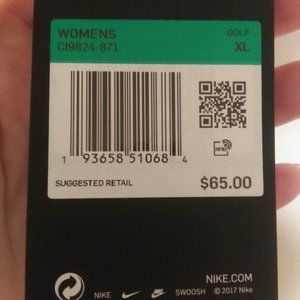 WOMENS GOLF
CI9824-871 XL
RFID
1 93658 51068 4
SUGGESTED RETAIL $65.00
NIKE.COM
NIKE SWOOSH © 2017 Nike